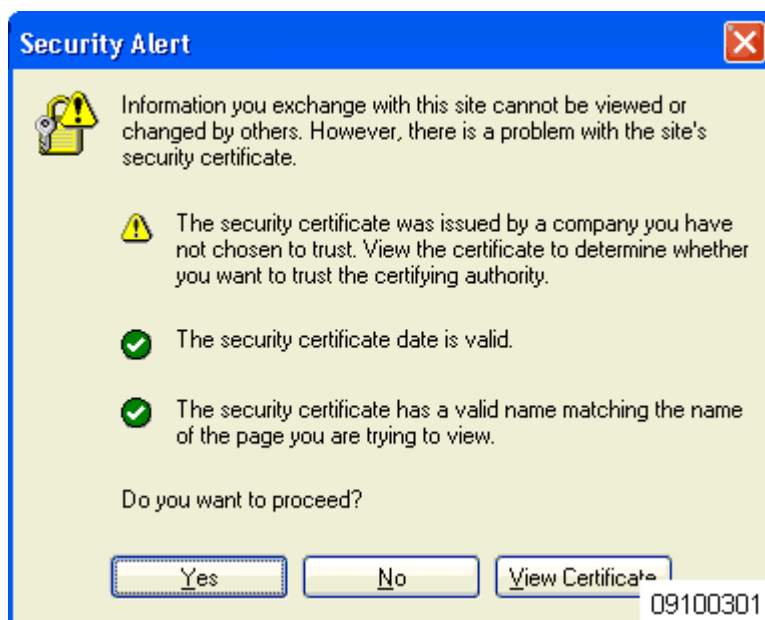 Security Alert
Information you exchange with this site cannot be viewed or
changed by others. However, there is a problem with the site's
security certificate.
The security certificate was issued by a company you have
not chosen to trust. View the certificate to determine whether
you want to trust the certifying authority.
The security certificate date is valid.
The security certificate has a valid name matching the name
of the page you are trying to view.
Do you want to proceed?
Yes No View Certificate
09100301